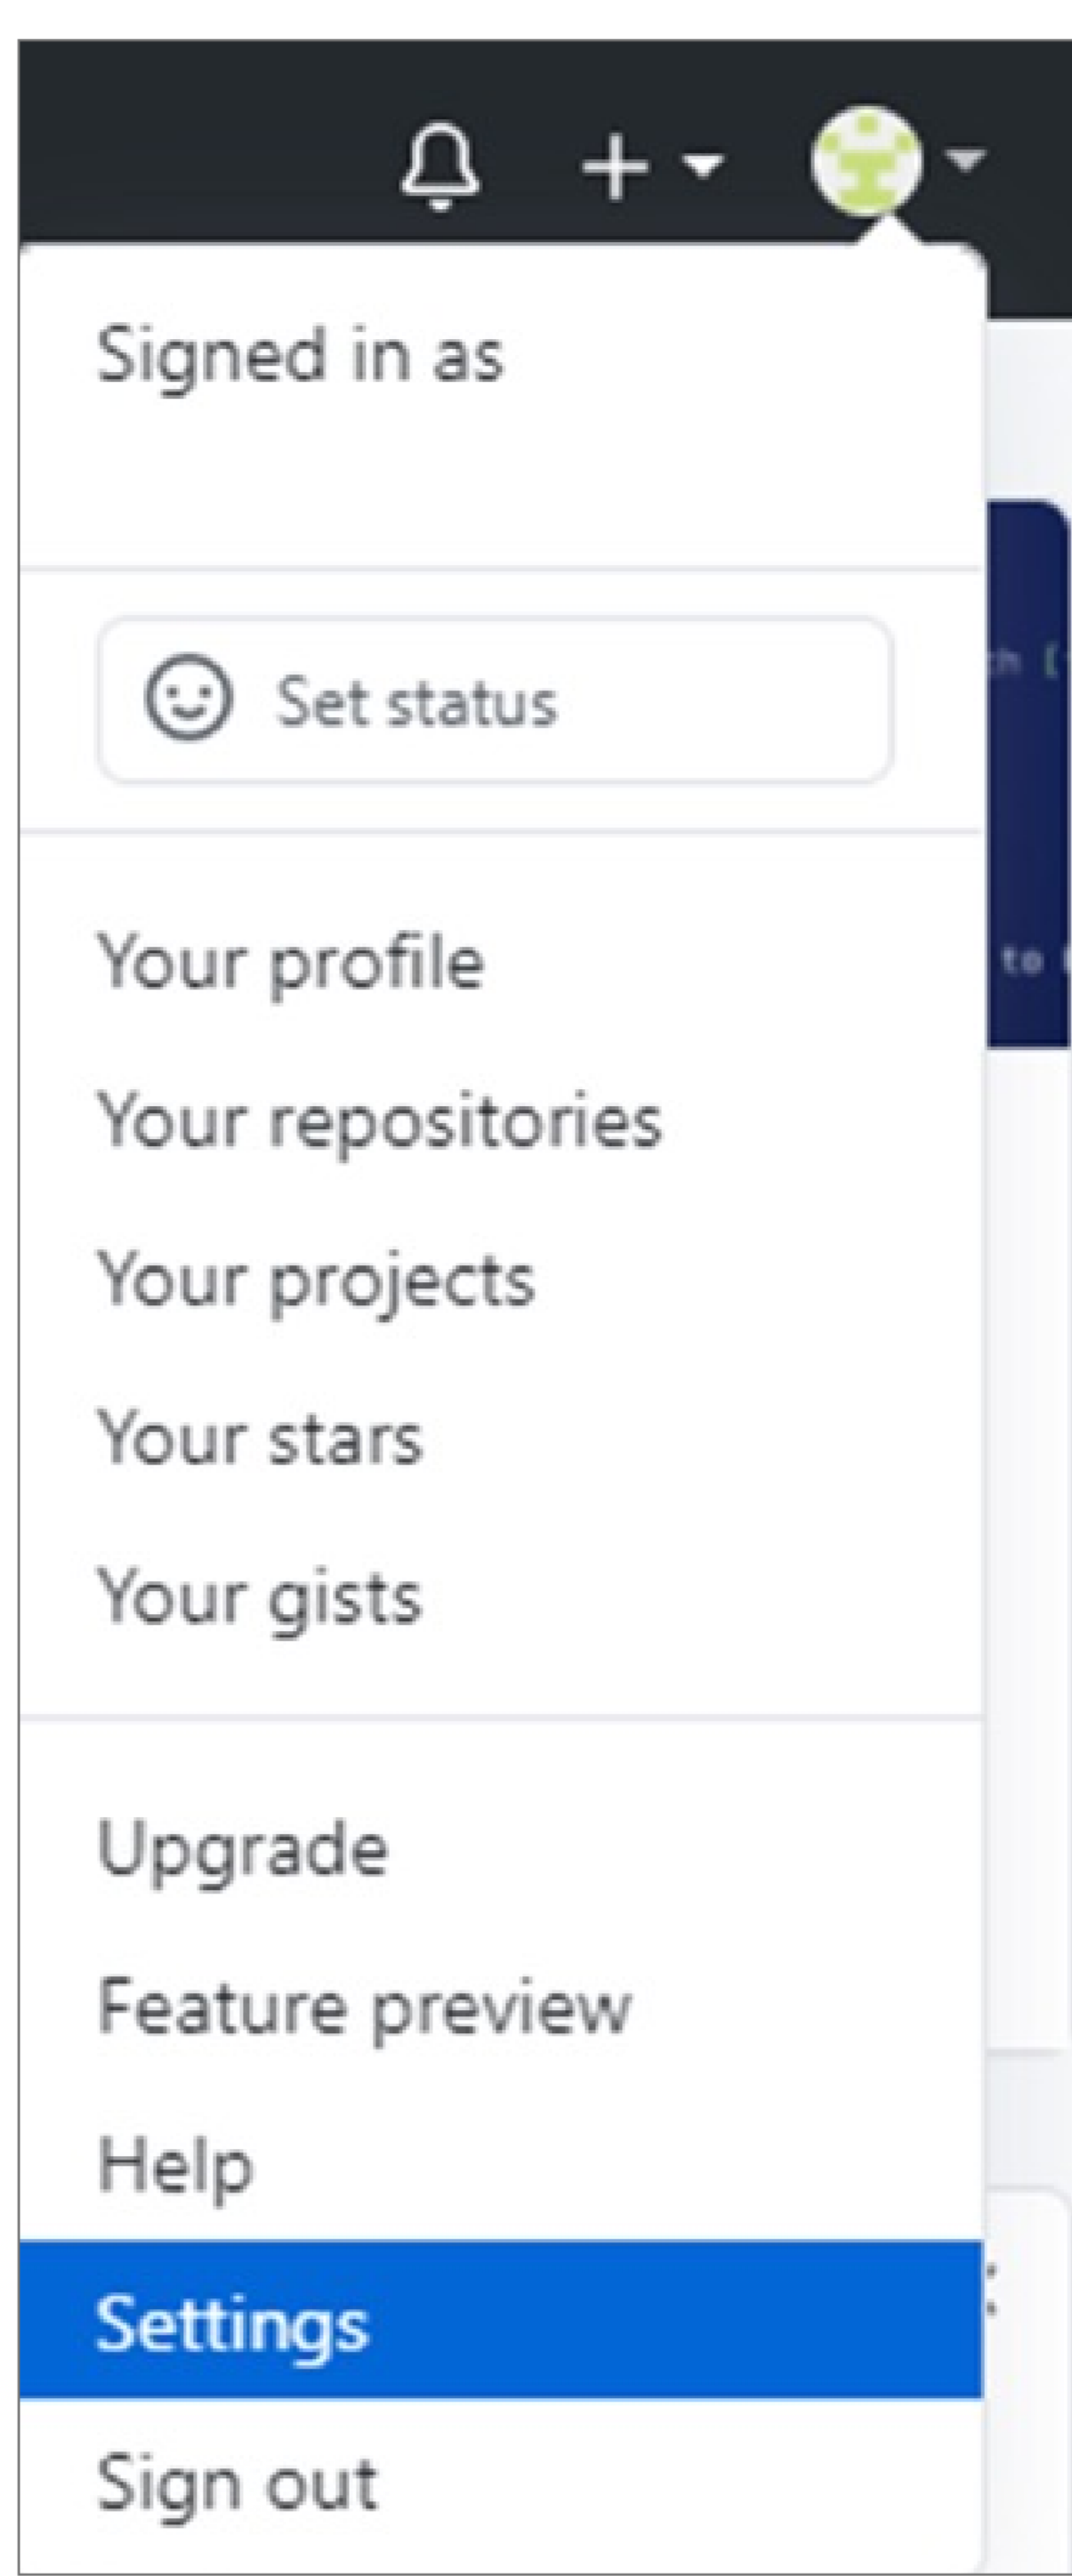 Signed in as
Set status
to
Your profile
Your repositories
Your projects
Your stars
Your gists
Upgrade
Feature preview
Help
Settings
Sign out